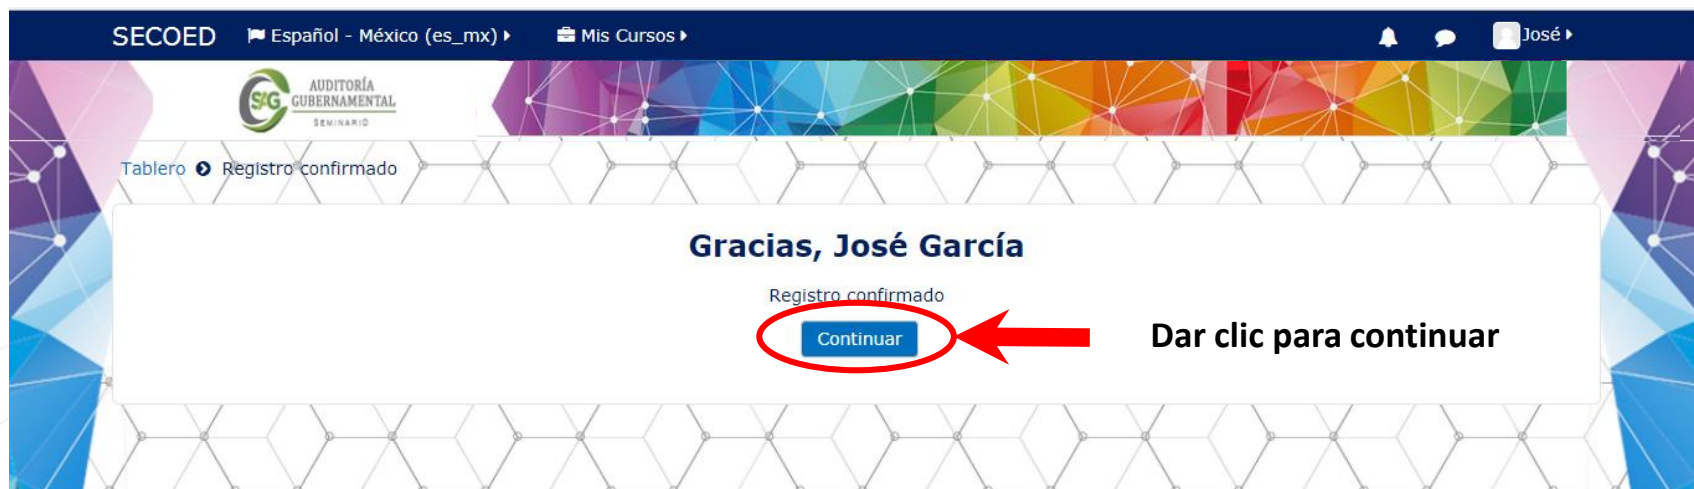 SECOED Español - México (es_mx) Mis Cursos José
SAG AUDITORÍA
GUBERNAMENTAL
SEMINARIO
Tablero Registro confirmado
Gracias, José García
Registro confirmado
Continuar Dar clic para continuar